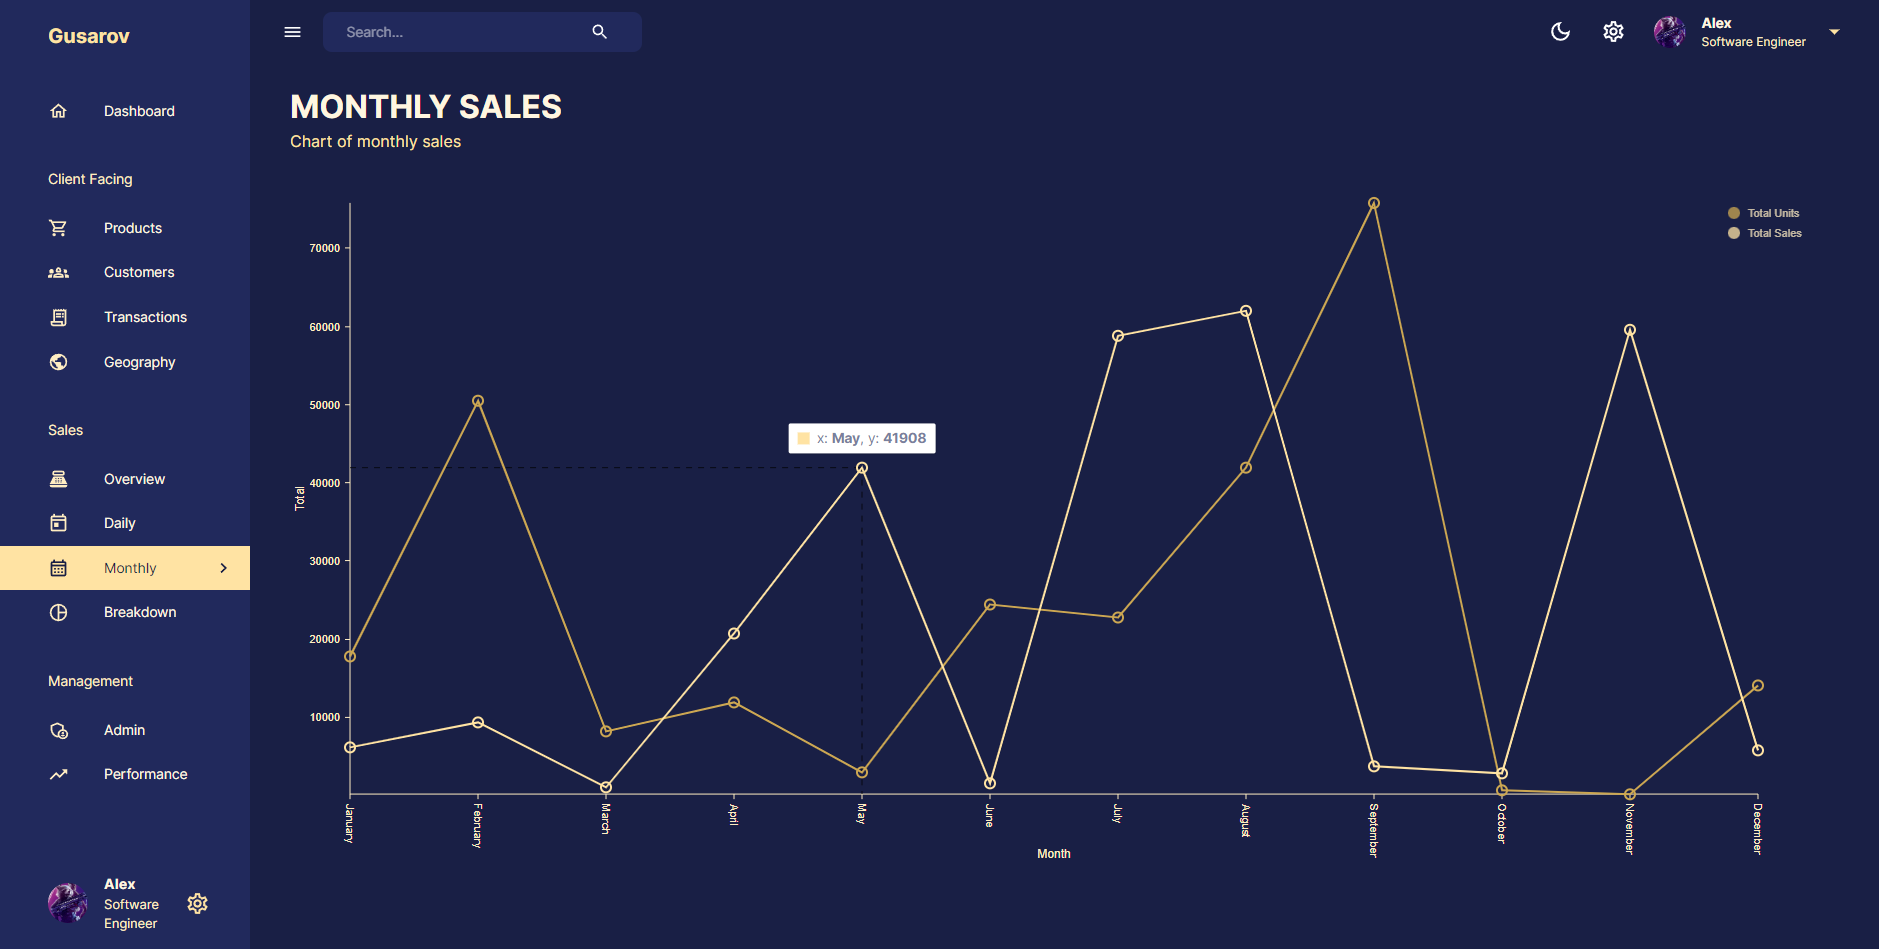 Gusarov
Dashboard
Client Facing
Products
Customers
Transactions
Geography
Sales
Overview
Daily
Monthly
Breakdown
Management
Admin
Performance
Alex
Software
Engineer
Search...
Alex
Software Engineer
MONTHLY SALES
Chart of monthly sales
Total Units
Total Sales
70000
60000
50000
40000
30000
20000
10000
Total
x: May, y: 41908
January
February
March
April
May
June
July
August
September
October
November
December
Month